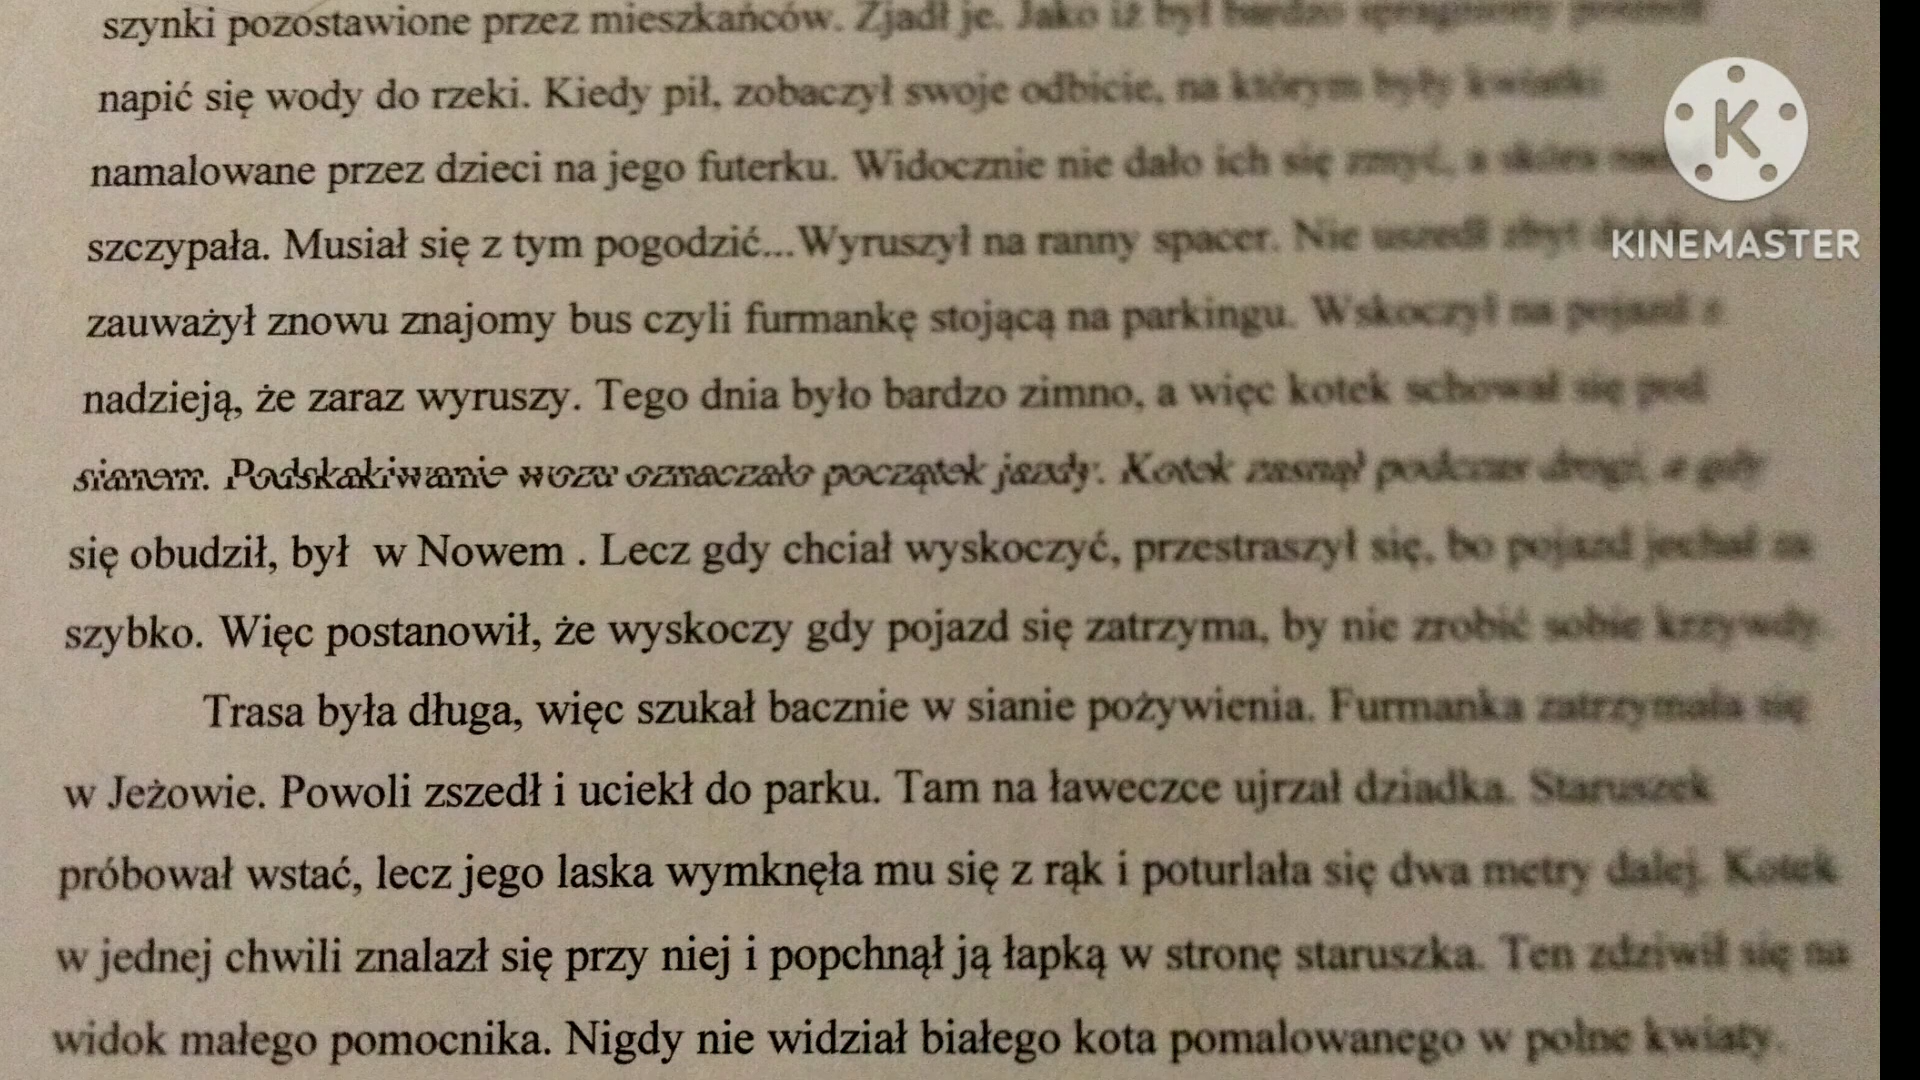 szynki pozostawione przez mieszkańców. Zjadł je. Jako iż był bardzo spragniony
napić się wody do rzeki. Kiedy pił, zobaczył swoje odbicie, na którym były kwiatki
namalowane przez dzieci na jego futerku. Widocznie nie dało ich się zmyć, a skóra
szczypała. Musiał się z tym pogodzić...Wyruszył na ranny spacer. Nie uszedł zbyt
zauważył znowu znajomy bus czyli furmankę stojącą na parkingu. Wskoczył na pojazd z
nadzieją, że zaraz wyruszy. Tego dnia było bardzo zimno, a więc kotek schował się pod
sianem. Podskakiwanie wozu oznaczało początek jazdy. Kotek zasnął podczas drogi, a gdy
się obudził, był w Nowem . Lecz gdy chciał wyskoczyć, przestraszył się, bo pojazd jechał za
szybko. Więc postanowił, że wyskoczy gdy pojazd się zatrzyma, by nie zrobić sobie krzywdy.
Trasa była długa, więc szukał bacznie w sianie pożywienia. Furmanka zatrzymała się
w Jeżowie. Powoli zszedł i uciekł do parku. Tam na ławeczce ujrzał dziadka. Staruszek
próbował wstać, lecz jego laska wymknęła mu się z rąk i poturlała się dwa metry dalej. Kotek
w jednej chwili znalazł się przy niej i popchnął ją łapką w stronę staruszka. Ten zdziwił się na
widok małego pomocnika. Nigdy nie widział białego kota pomalowanego w polne kwiaty.
K
KINEMASTER